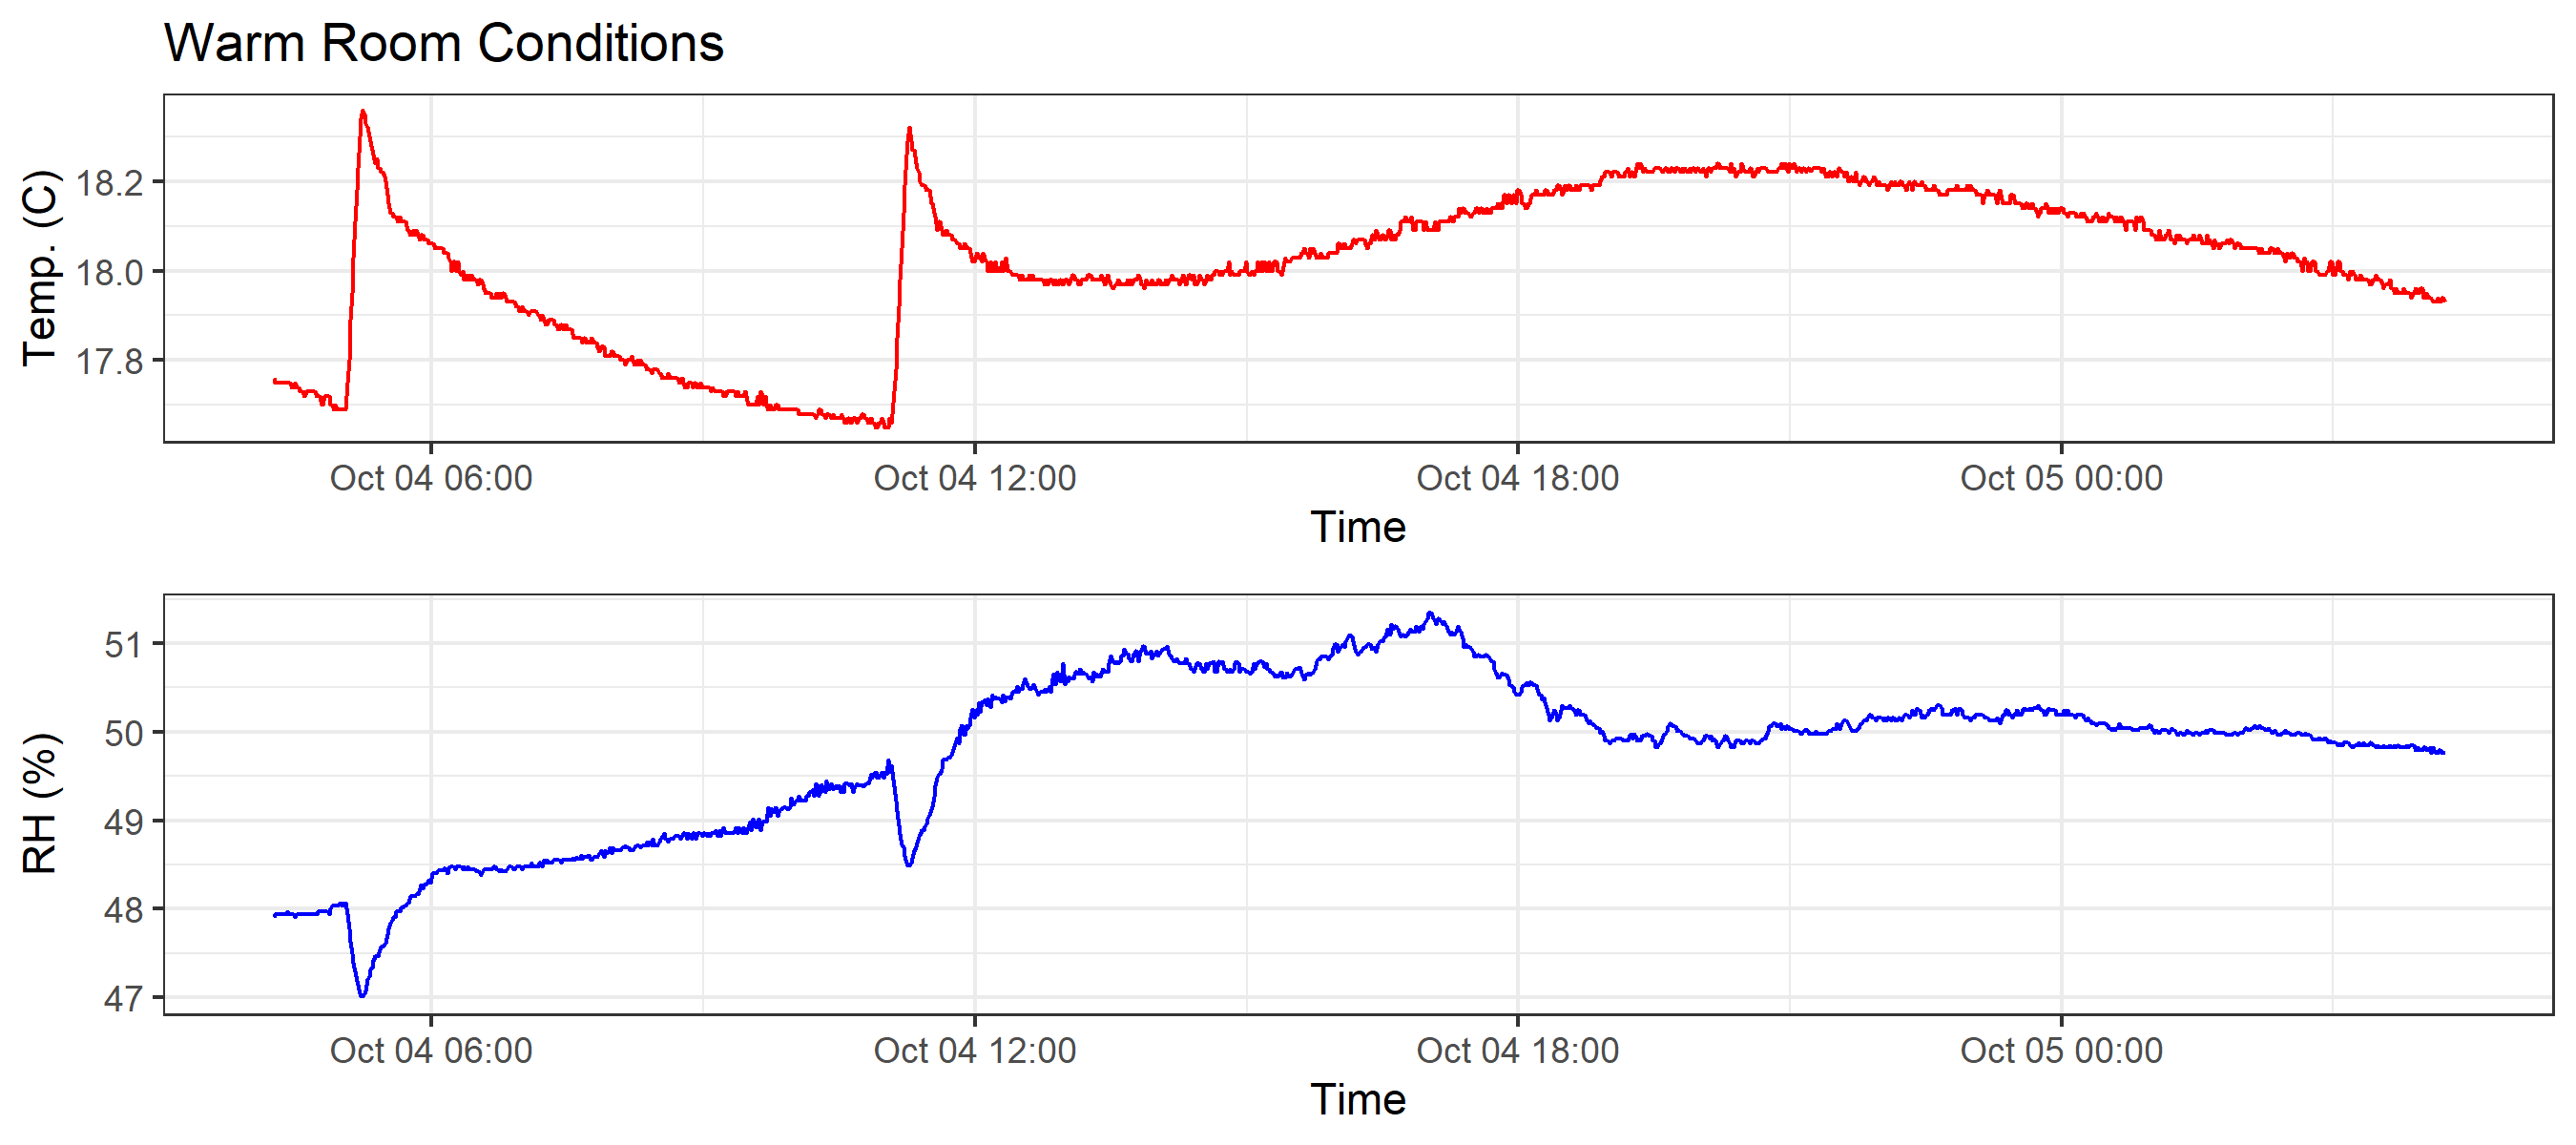 Warm Room Conditions
Temp. (C)
18.2
18.0
17.8
Oct 04 06:00 Oct 04 12:00 Oct 04 18:00 Oct 05 00:00
Time
RH (%)
51
50
49
48
47
Oct 04 06:00 Oct 04 12:00 Oct 04 18:00 Oct 05 00:00
Time